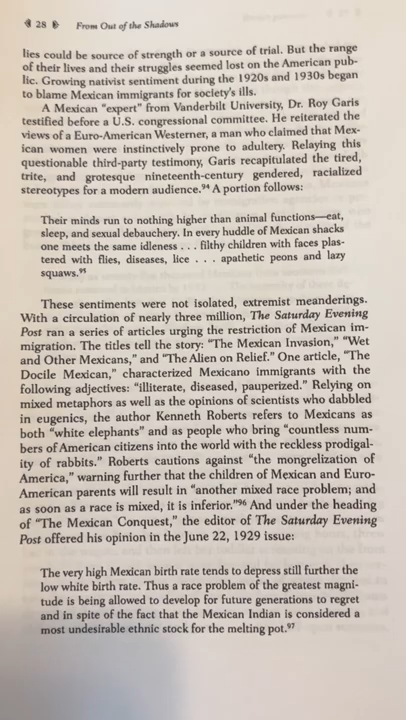 28 From Out of the Shadows
lies could be source of strength or a source of trial. But the range
of their lives and their struggles seemed lost on the American pub-
lic. Growing nativist sentiment during the 1920s and 1930s began
to blame Mexican immigrants for society's ills.
A Mexican "expert" from Vanderbilt University, Dr. Roy Garis
testified before a U.S. congressional committee. He reiterated the
views of a Euro-American Westerner, a man who claimed that Mex-
ican women were instinctively prone to adultery. Relaying this
questionable third-party testimony, Garis recapitulated the tired,
trite, and grotesque nineteenth-century gendered, racialized
stereotypes for a modern audience.94 A portion follows:
Their minds run to nothing higher than animal functions—eat,
sleep, and sexual debauchery. In every huddle of Mexican shacks
one meets the same idleness . . . filthy children with faces plas-
tered with flies, diseases, lice . . . apathetic peons and lazy
squaws.95
These sentiments were not isolated, extremist meanderings.
With a circulation of nearly three million, The Saturday Evening
Post ran a series of articles urging the restriction of Mexican im-
migration. The titles tell the story: "The Mexican Invasion," "Wet
and Other Mexicans," and "The Alien on Relief." One article, "The
Docile Mexican," characterized Mexicano immigrants with the
following adjectives: "illiterate, diseased, pauperized." Relying on
mixed metaphors as well as the opinions of scientists who dabbled
in eugenics, the author Kenneth Roberts refers to Mexicans as
both "white elephants" and as people who bring "countless num-
bers of American citizens into the world with the reckless prodigal-
ity of rabbits." Roberts cautions against "the mongrelization of
America," warning further that the children of Mexican and Euro-
American parents will result in "another mixed race problem; and
as soon as a race is mixed, it is inferior."96 And under the heading
of "The Mexican Conquest," the editor of The Saturday Evening
Post offered his opinion in the June 22, 1929 issue:
The very high Mexican birth rate tends to depress still further the
low white birth rate. Thus a race problem of the greatest magni-
tude is being allowed to develop for future generations to regret
and in spite of the fact that the Mexican Indian is considered a
most undesirable ethnic stock for the melting pot.97